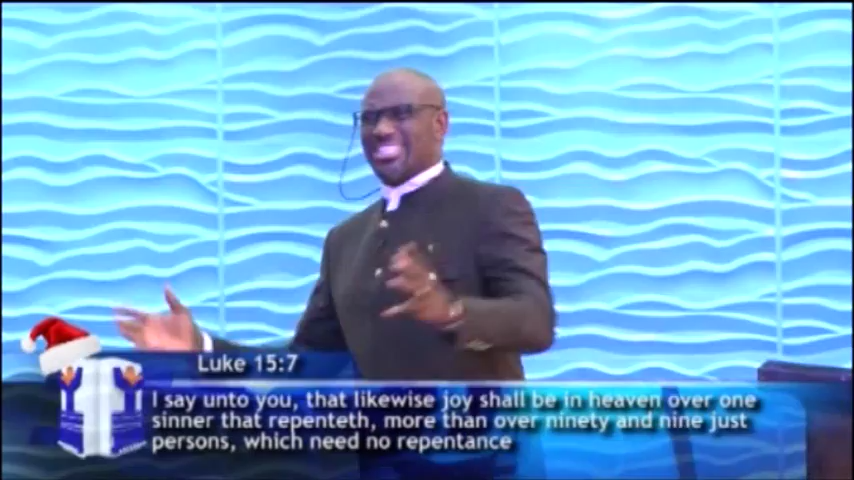 Luke 15:7
I say unto you, that likewise joy shall be in heaven over one
sinner that repenteth, more than over ninety and nine just
persons, which need no repentance